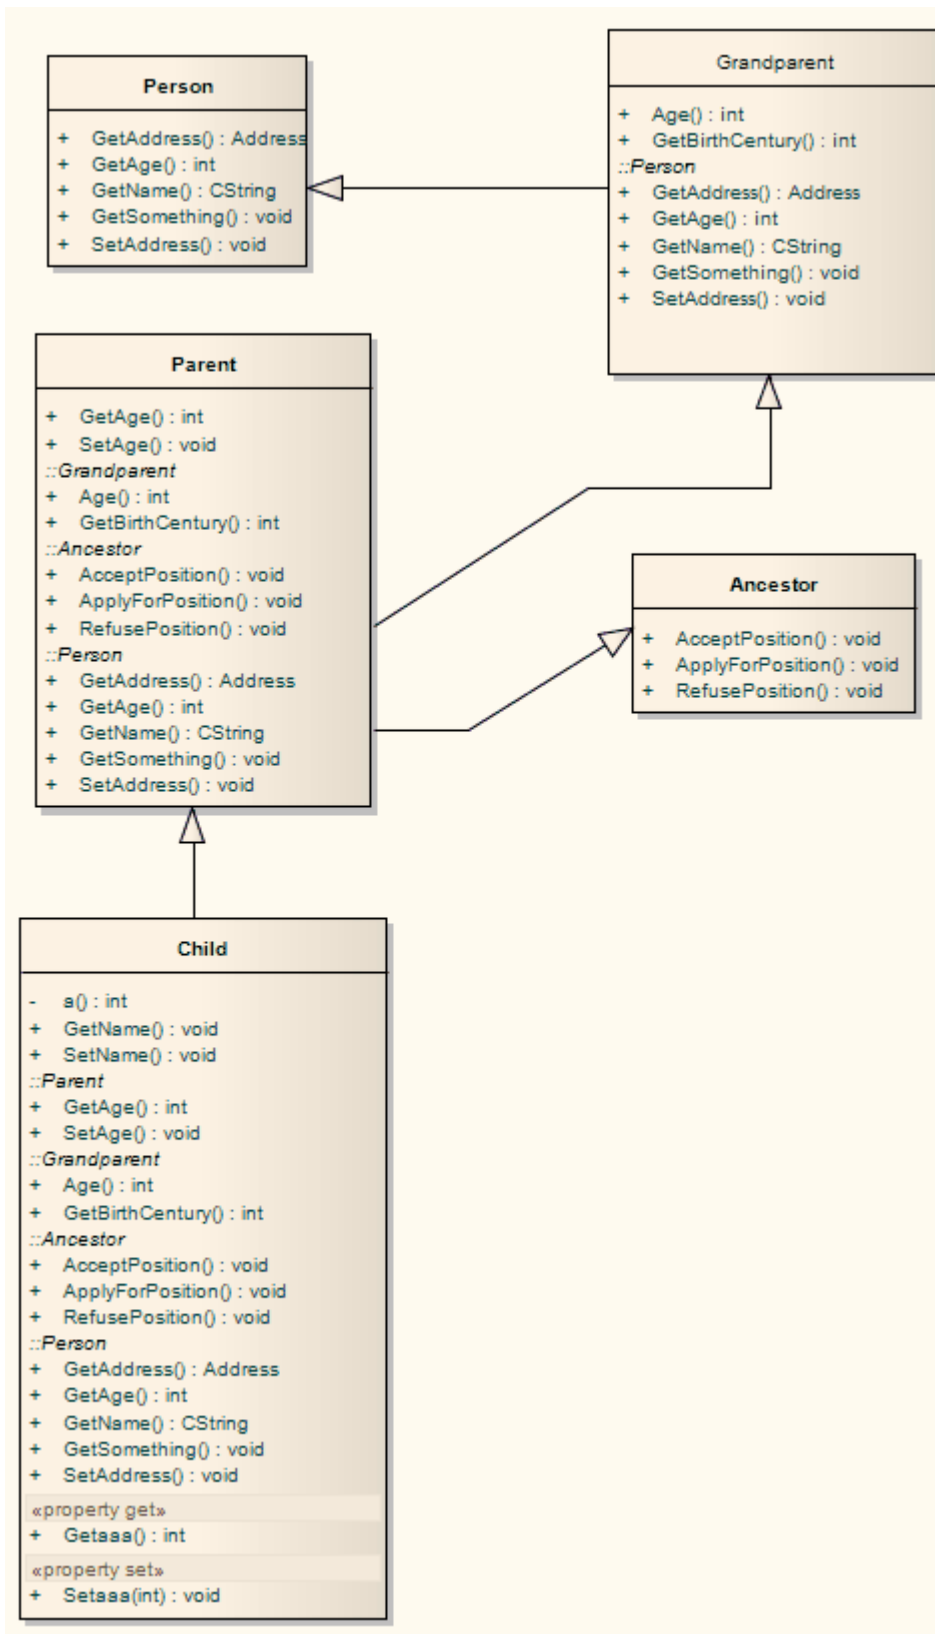 Person
+ GetAddress() : Address
+ GetAge() : int
+ GetName() : CString
+ GetSomething() : void
+ SetAddress() : void
Grandparent
+ Age() : int
+ GetBirthCentury() : int
::Person
+ GetAddress() : Address
+ GetAge() : int
+ GetName() : CString
+ GetSomething() : void
+ SetAddress() : void
Parent
+ GetAge() : int
+ SetAge() : void
::Grandparent
+ Age() : int
+ GetBirthCentury() : int
::Ancestor
+ AcceptPosition() : void
+ ApplyForPosition() : void
+ RefusePosition() : void
::Person
+ GetAddress() : Address
+ GetAge() : int
+ GetName() : CString
+ GetSomething() : void
+ SetAddress() : void
Ancestor
+ AcceptPosition() : void
+ ApplyForPosition() : void
+ RefusePosition() : void
Child
- a() : int
+ GetName() : void
+ SetName() : void
::Parent
+ GetAge() : int
+ SetAge() : void
::Grandparent
+ Age() : int
+ GetBirthCentury() : int
::Ancestor
+ AcceptPosition() : void
+ ApplyForPosition() : void
+ RefusePosition() : void
::Person
+ GetAddress() : Address
+ GetAge() : int
+ GetName() : CString
+ GetSomething() : void
+ SetAddress() : void
«property get»
+ Getaaa() : int
«property set»
+ Setaaa(int) : void